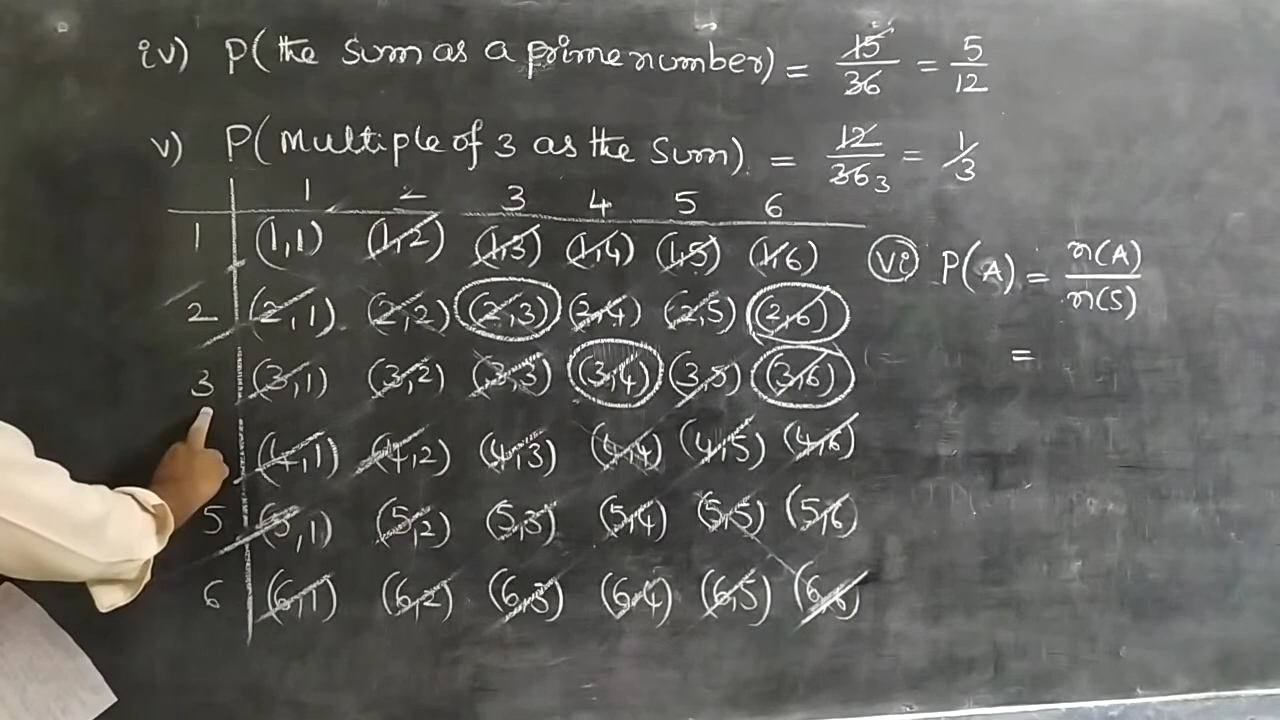 iv) P(the sum as a prime number) = 15/36 = 5/12
v) P(Multiple of 3 as the Sum) = 12/36 3 = 1/3
1 2 3 4 5 6
1 (1,1) (1,2) (1,3) (1,4) (1,5) (1,6)
vi P(A) = n(A)/n(S)
2 (2,1) (2,2) (2,3) (2,4) (2,5) (2,6)
=
3 (3,1) (3,2) (3,3) (3,4) (3,5) (3,6)
(4,1) (4,2) (4,3) (4,4) (4,5) (4,6)
5 (5,1) (5,2) (5,3) (5,4) (5,5) (5,6)
6 (6,1) (6,2) (6,3) (6,4) (6,5) (6,6)